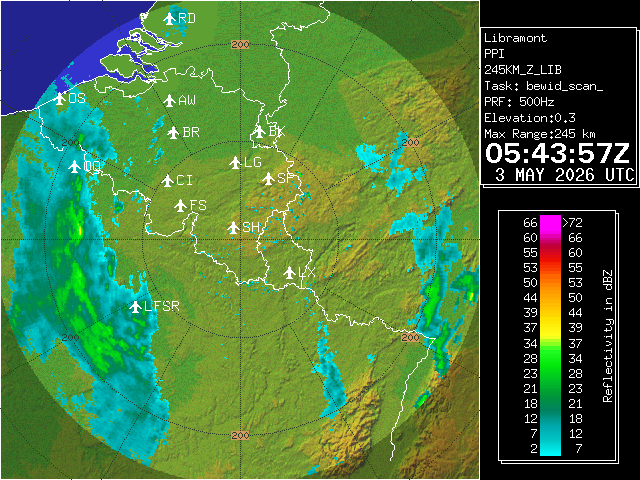 RD
200
OS
AW
BR
BK
200
200
OO
LG
CI
SP
FS
SH
LX
LFSR
200
200
200
Libramont
PPI
245KM_Z_LIB
Task: bewid_scan_
PRF: 500Hz
Elevation:0.3
Max Range:245 km
05:43:57Z
3 MAY 2026 UTC
66 >72
60 66
55 60
53 55
50 53
44 50
39 44
37 39
34 37
28 34
23 28
21 23
18 21
12 18
7 12
2 7
Reflectivity in dBZ